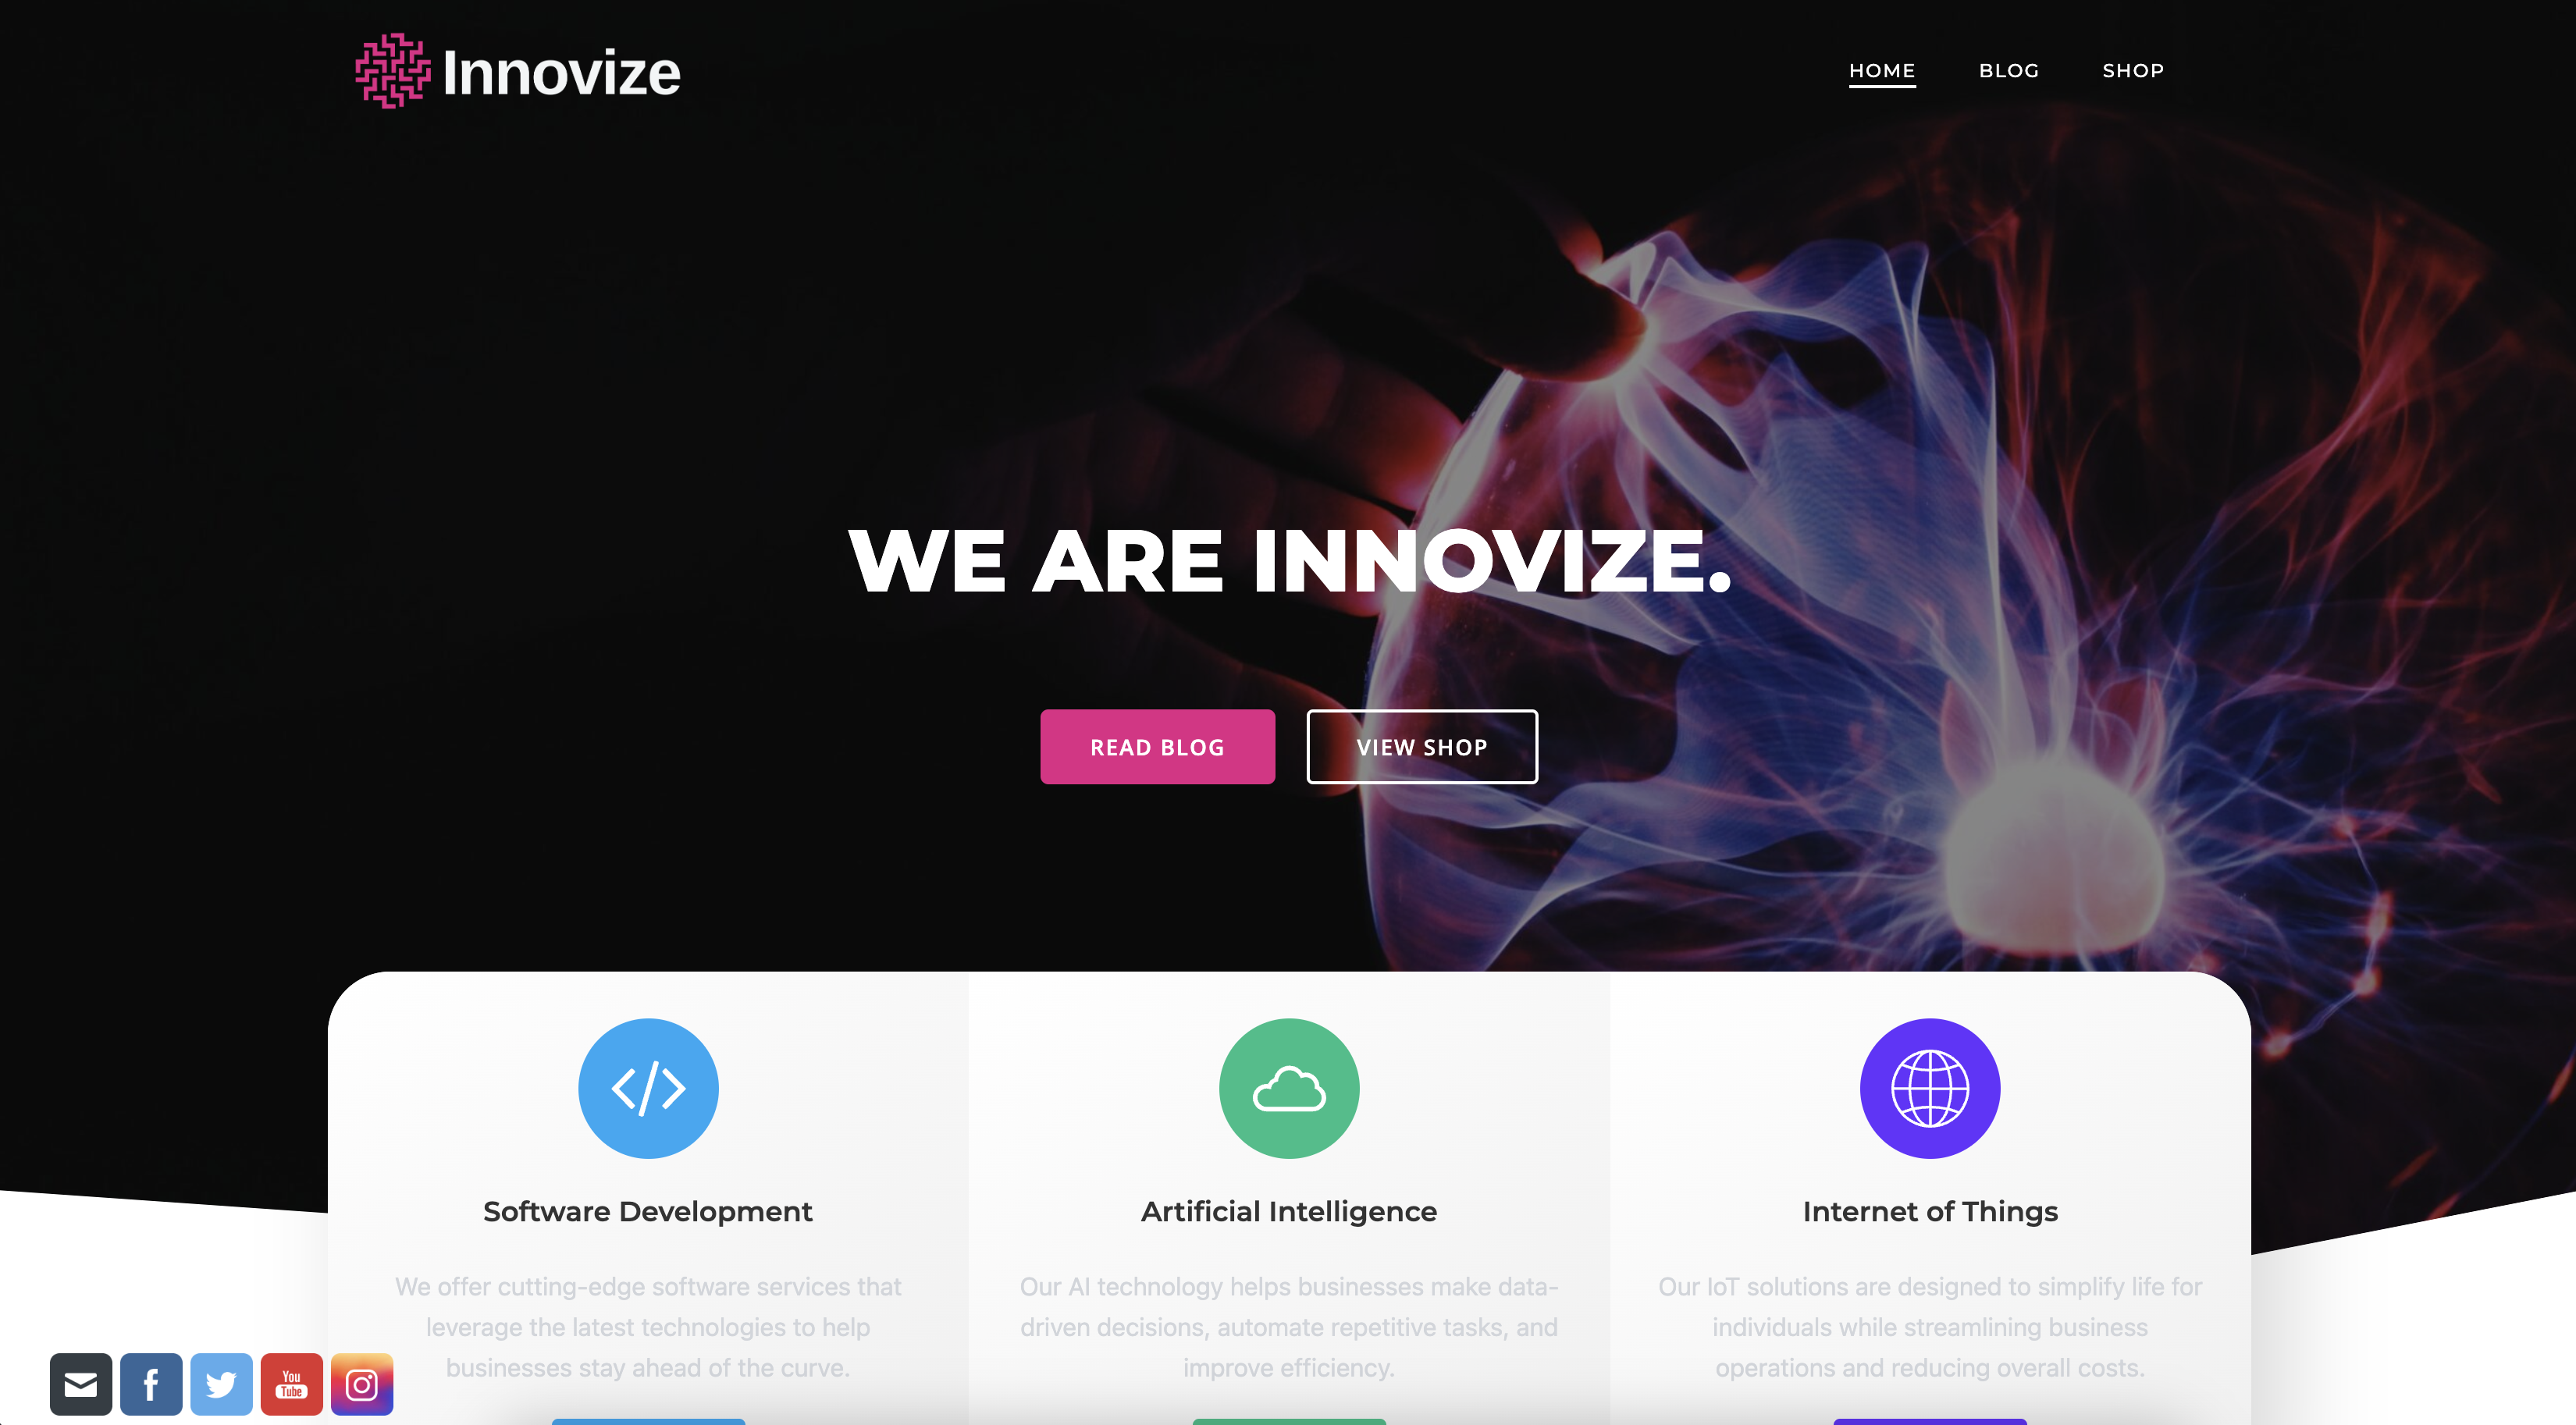 Innovize
HOME BLOG SHOP
WE ARE INNOVIZE.
READ BLOG VIEW SHOP
Software Development
We offer cutting-edge software services that
leverage the latest technologies to help
businesses stay ahead of the curve.
Artificial Intelligence
Our AI technology helps businesses make data-
driven decisions, automate repetitive tasks, and
improve efficiency.
Internet of Things
Our IoT solutions are designed to simplify life for
individuals while streamlining business
operations and reducing overall costs.
f
You
Tube